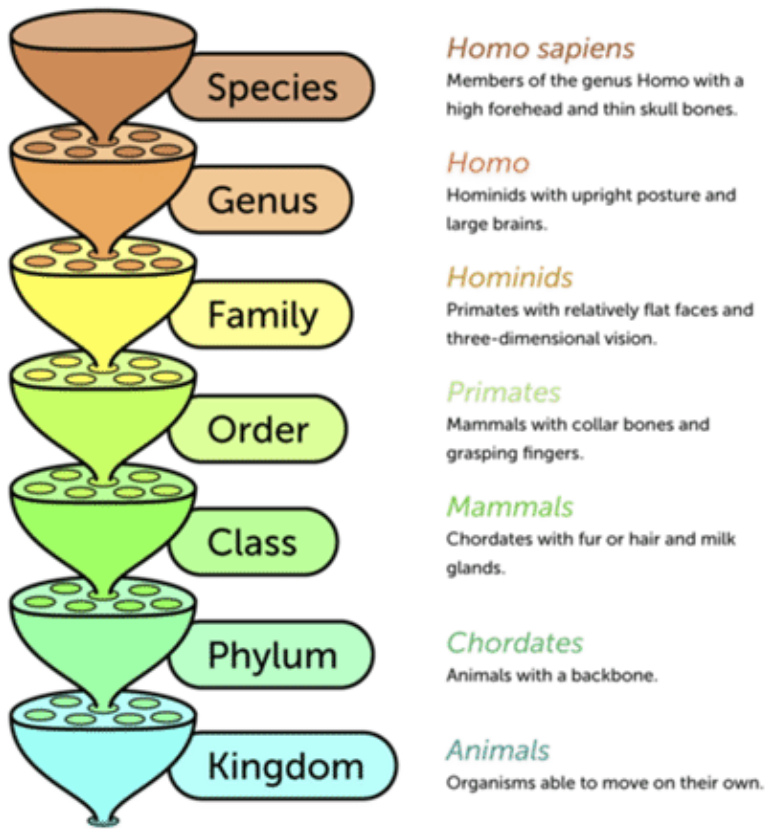 Species
Homo sapiens
Members of the genus Homo with a
high forehead and thin skull bones.
Genus
Homo
Hominids with upright posture and
large brains.
Family
Hominids
Primates with relatively flat faces and
three-dimensional vision.
Order
Primates
Mammals with collar bones and
grasping fingers.
Class
Mammals
Chordates with fur or hair and milk
glands.
Phylum
Chordates
Animals with a backbone.
Kingdom
Animals
Organisms able to move on their own.